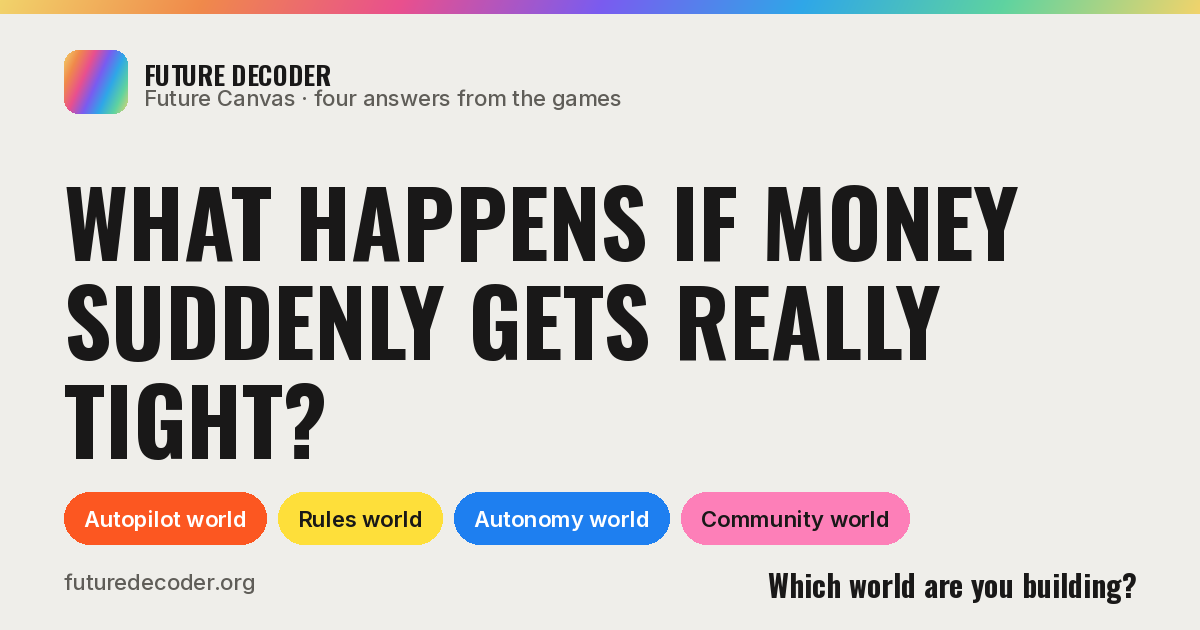 FUTURE DECODER
Future Canvas · four answers from the games
WHAT HAPPENS IF MONEY
SUDDENLY GETS REALLY
TIGHT?
Autopilot world
Rules world
Autonomy world
Community world
futuredecoder.org
Which world are you building?